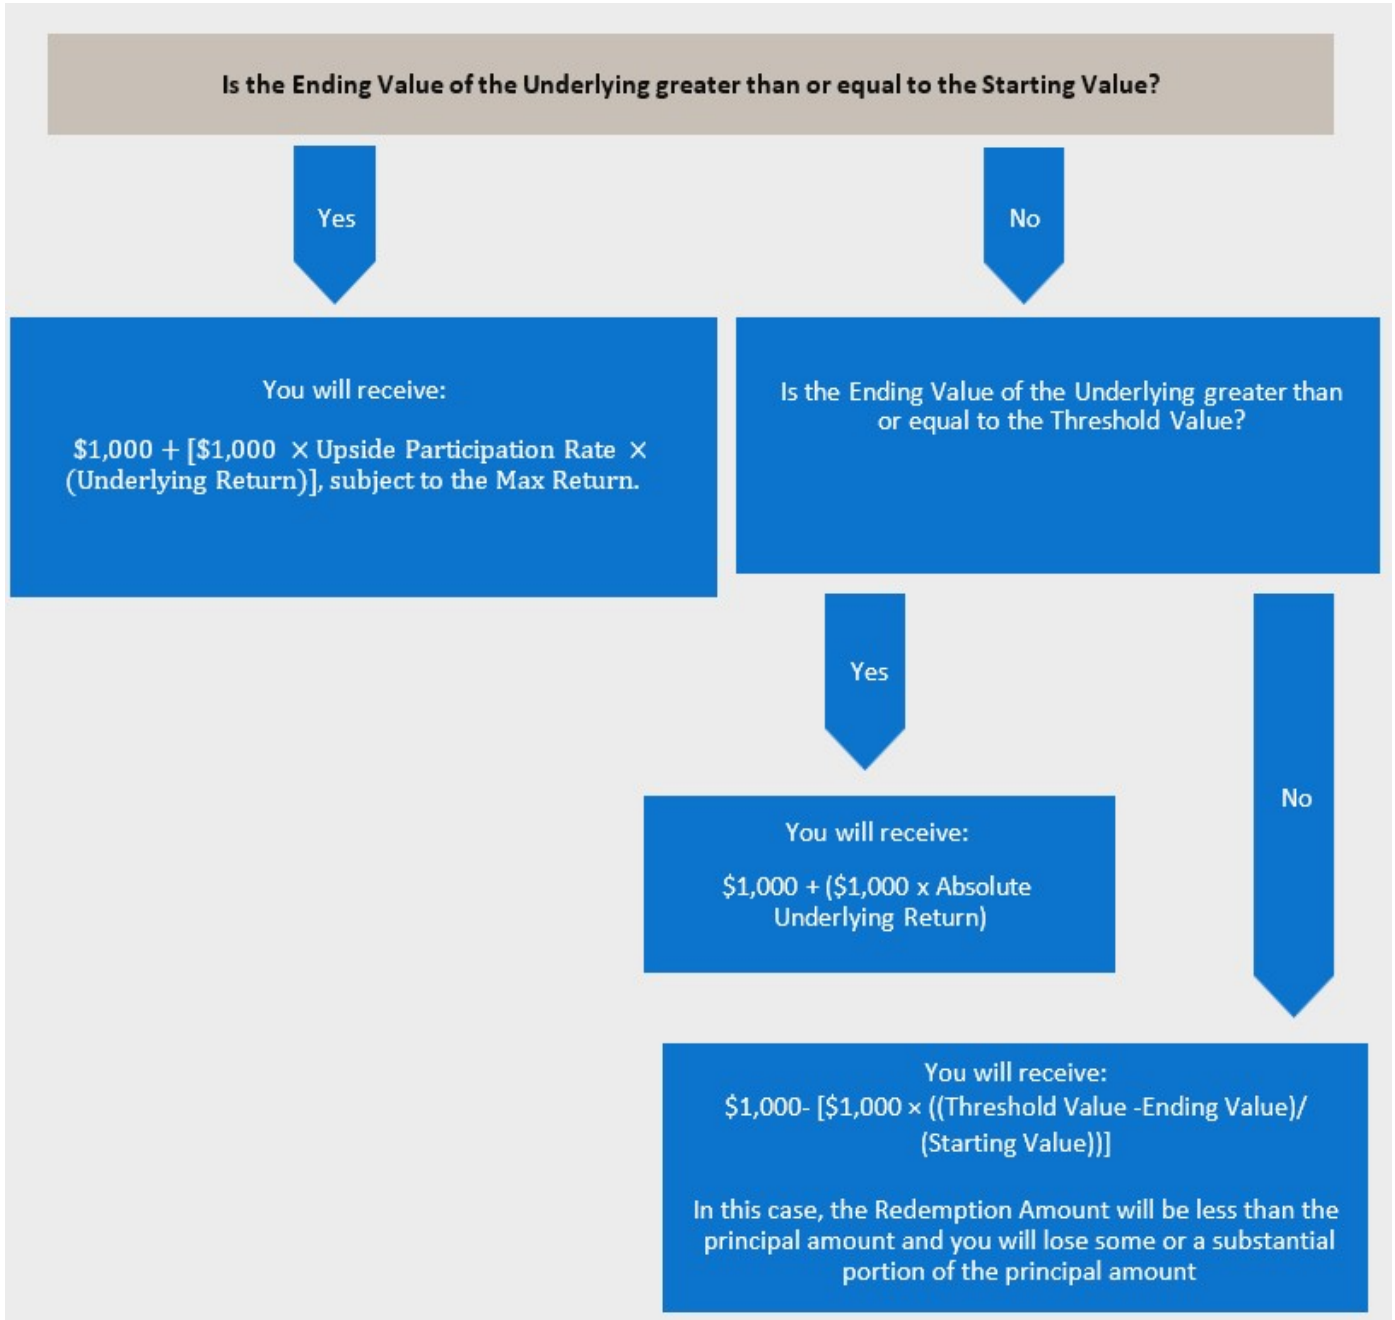 Is the Ending Value of the Underlying greater than or equal to the Starting Value?
Yes
No
You will receive:
$1,000 + [$1,000 × Upside Participation Rate ×
(Underlying Return)], subject to the Max Return.
Is the Ending Value of the Underlying greater than
or equal to the Threshold Value?
Yes
No
You will receive:
$1,000 + ($1,000 x Absolute
Underlying Return)
You will receive:
$1,000- [$1,000 × ((Threshold Value -Ending Value)/
(Starting Value))]
In this case, the Redemption Amount will be less than the
principal amount and you will lose some or a substantial
portion of the principal amount